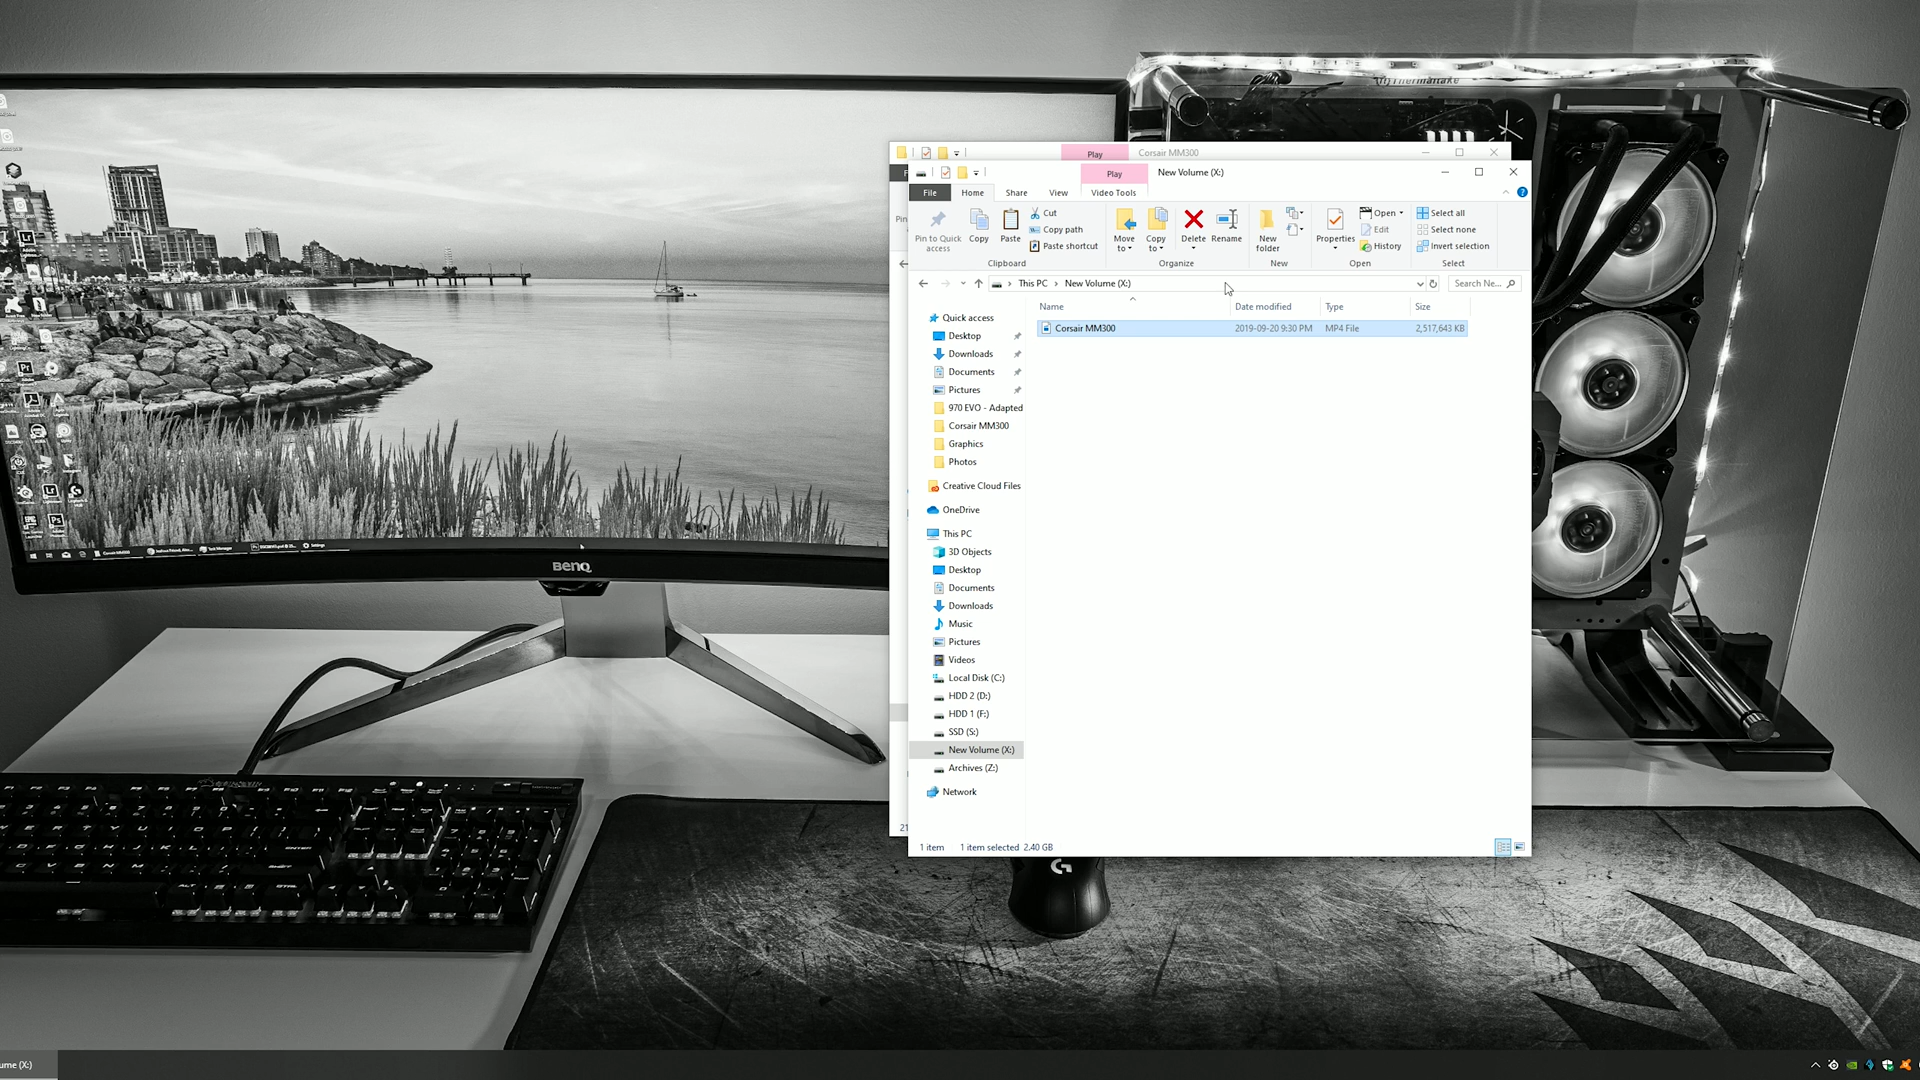 Thermaltake
Play
Corsair MM300
Play
New Volume (X:)
File
Home
Share
View
Video Tools
Pin to Quick access
Copy
Paste
Cut
Copy path
Paste shortcut
Move to
Copy to
Delete
Rename
New folder
Properties
Open
Edit
History
Select all
Select none
Invert selection
Clipboard
Organize
New
Open
Select
This PC
New Volume (X:)
Search Ne...
Name
Date modified
Type
Size
Corsair MM300
2019-09-20 9:30 PM
MP4 File
2,517,643 KB
Quick access
Desktop
Downloads
Documents
Pictures
970 EVO - Adapted
Corsair MM300
Graphics
Photos
Creative Cloud Files
OneDrive
This PC
3D Objects
Desktop
Documents
Downloads
Music
Pictures
Videos
Local Disk (C:)
HDD 2 (D:)
HDD 1 (F:)
SSD (S:)
New Volume (X:)
Archives (Z:)
Network
1 item
1 item selected 2.40 GB
BenQ
ume (X:)